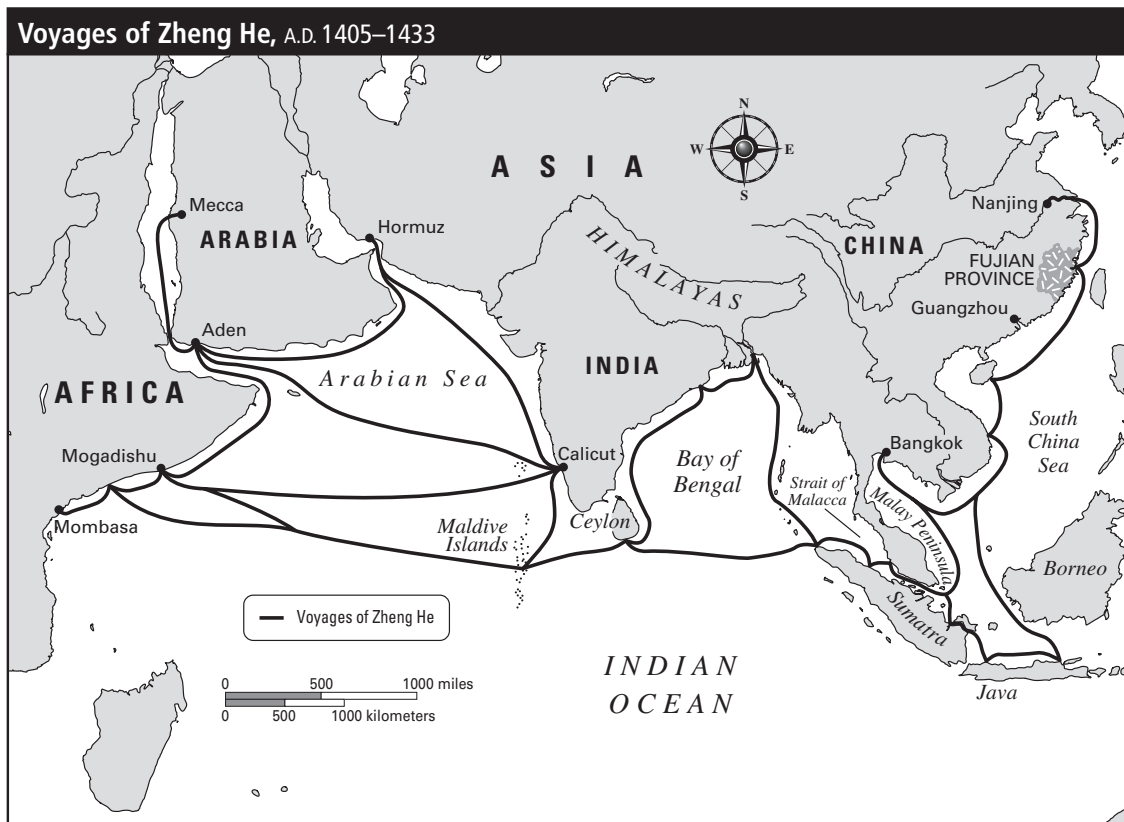 Voyages of Zheng He, A.D. 1405–1433
N
W
E
S
A S I A
Mecca
ARABIA
Hormuz
HIMALAYAS
Nanjing
CHINA
FUJIAN
PROVINCE
Guangzhou
Aden
Arabian Sea
INDIA
AFRICA
South
China
Sea
Mogadishu
Calicut
Bay of
Bengal
Bangkok
Strait of
Malacca
Malay Peninsula
Mombasa
Maldive
Islands
Ceylon
Borneo
Sumatra
Voyages of Zheng He
INDIAN
OCEAN
Java
0 500 1000 miles
0 500 1000 kilometers